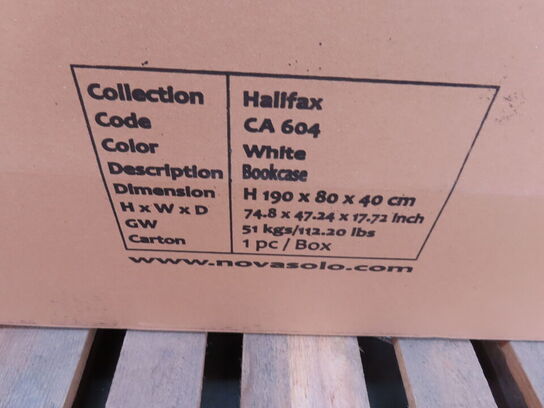 Collection Halifax
Code CA 604
Color White
Description Bookcase
Dimension H 190 x 80 x 40 cm
H x W x D 74.8 x 47.24 x 17.72 Inch
GW 51 kgs/112.20 lbs
Carton 1 pc / Box
www.novasolo.com